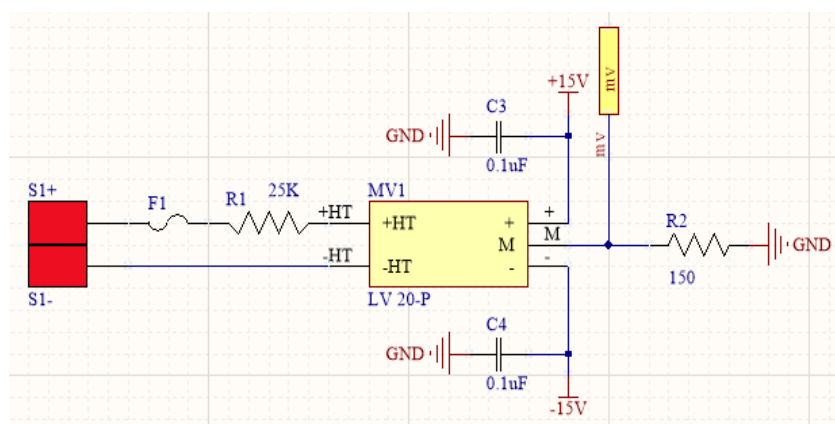 mv
+15V
C3
GND
0.1uF
mv
S1+
F1
R1
25K
+HT
MV1
+HT
+
+
M
M
R2
GND
-HT
-HT
-
-
150
S1-
LV 20-P
C4
GND
0.1uF
-15V